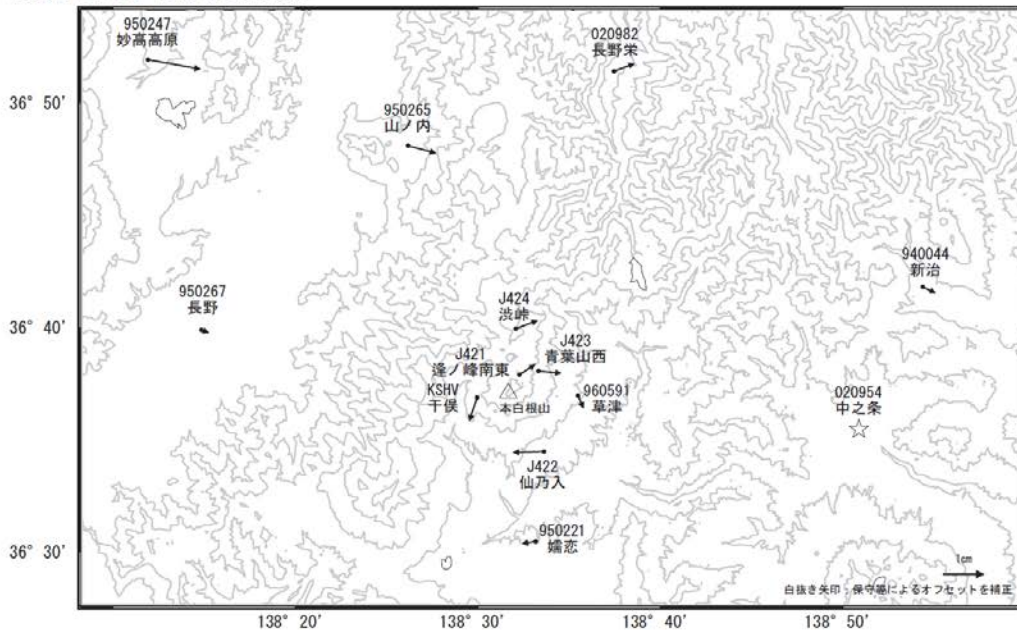 950247
妙高高原
020982
長野栄
36° 50'
950265
山ノ内
940044
新治
950267
長野
J424
渋峠
36° 40'
J423
青葉山西
J421
逢ノ峰南東
KSHV
干俣
本白根山
960591
草津
020954
中之条
J422
仙乃入
950221
嬬恋
36° 30'
1cm
白抜き矢印：保守等によるオフセットを補正
138° 20'
138° 30'
138° 40'
138° 50'